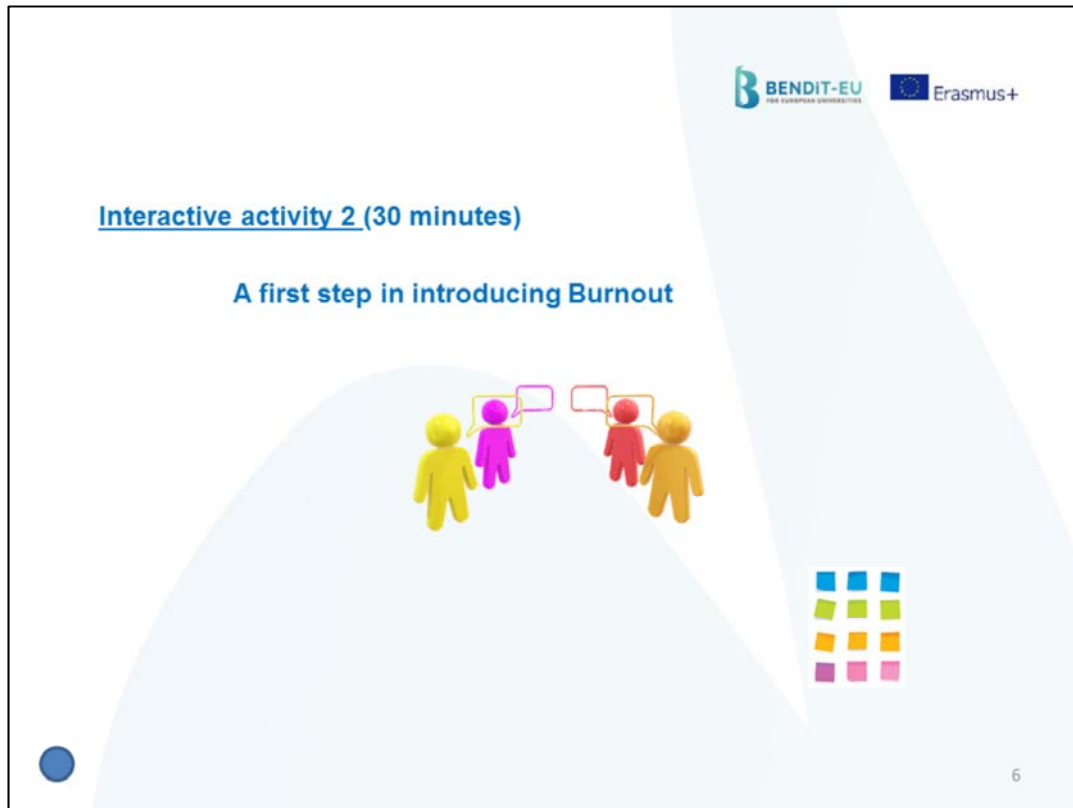 BENDiT-EU
FOR EUROPEAN UNIVERSITIES
Erasmus+
Interactive activity 2 (30 minutes)
A first step in introducing Burnout
6